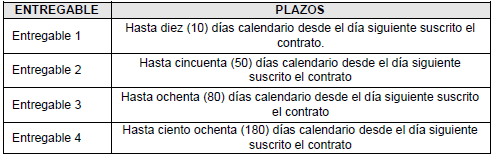 ENTREGABLE PLAZOS
Entregable 1
Hasta diez (10) días calendario desde el día siguiente suscrito el
contrato.
Entregable 2
Hasta cincuenta (50) días calendario desde el día siguiente
suscrito el contrato
Entregable 3
Hasta ochenta (80) días calendario desde el día siguiente suscrito
el contrato
Entregable 4
Hasta ciento ochenta (180) días calendario desde el día siguiente
suscrito el contrato